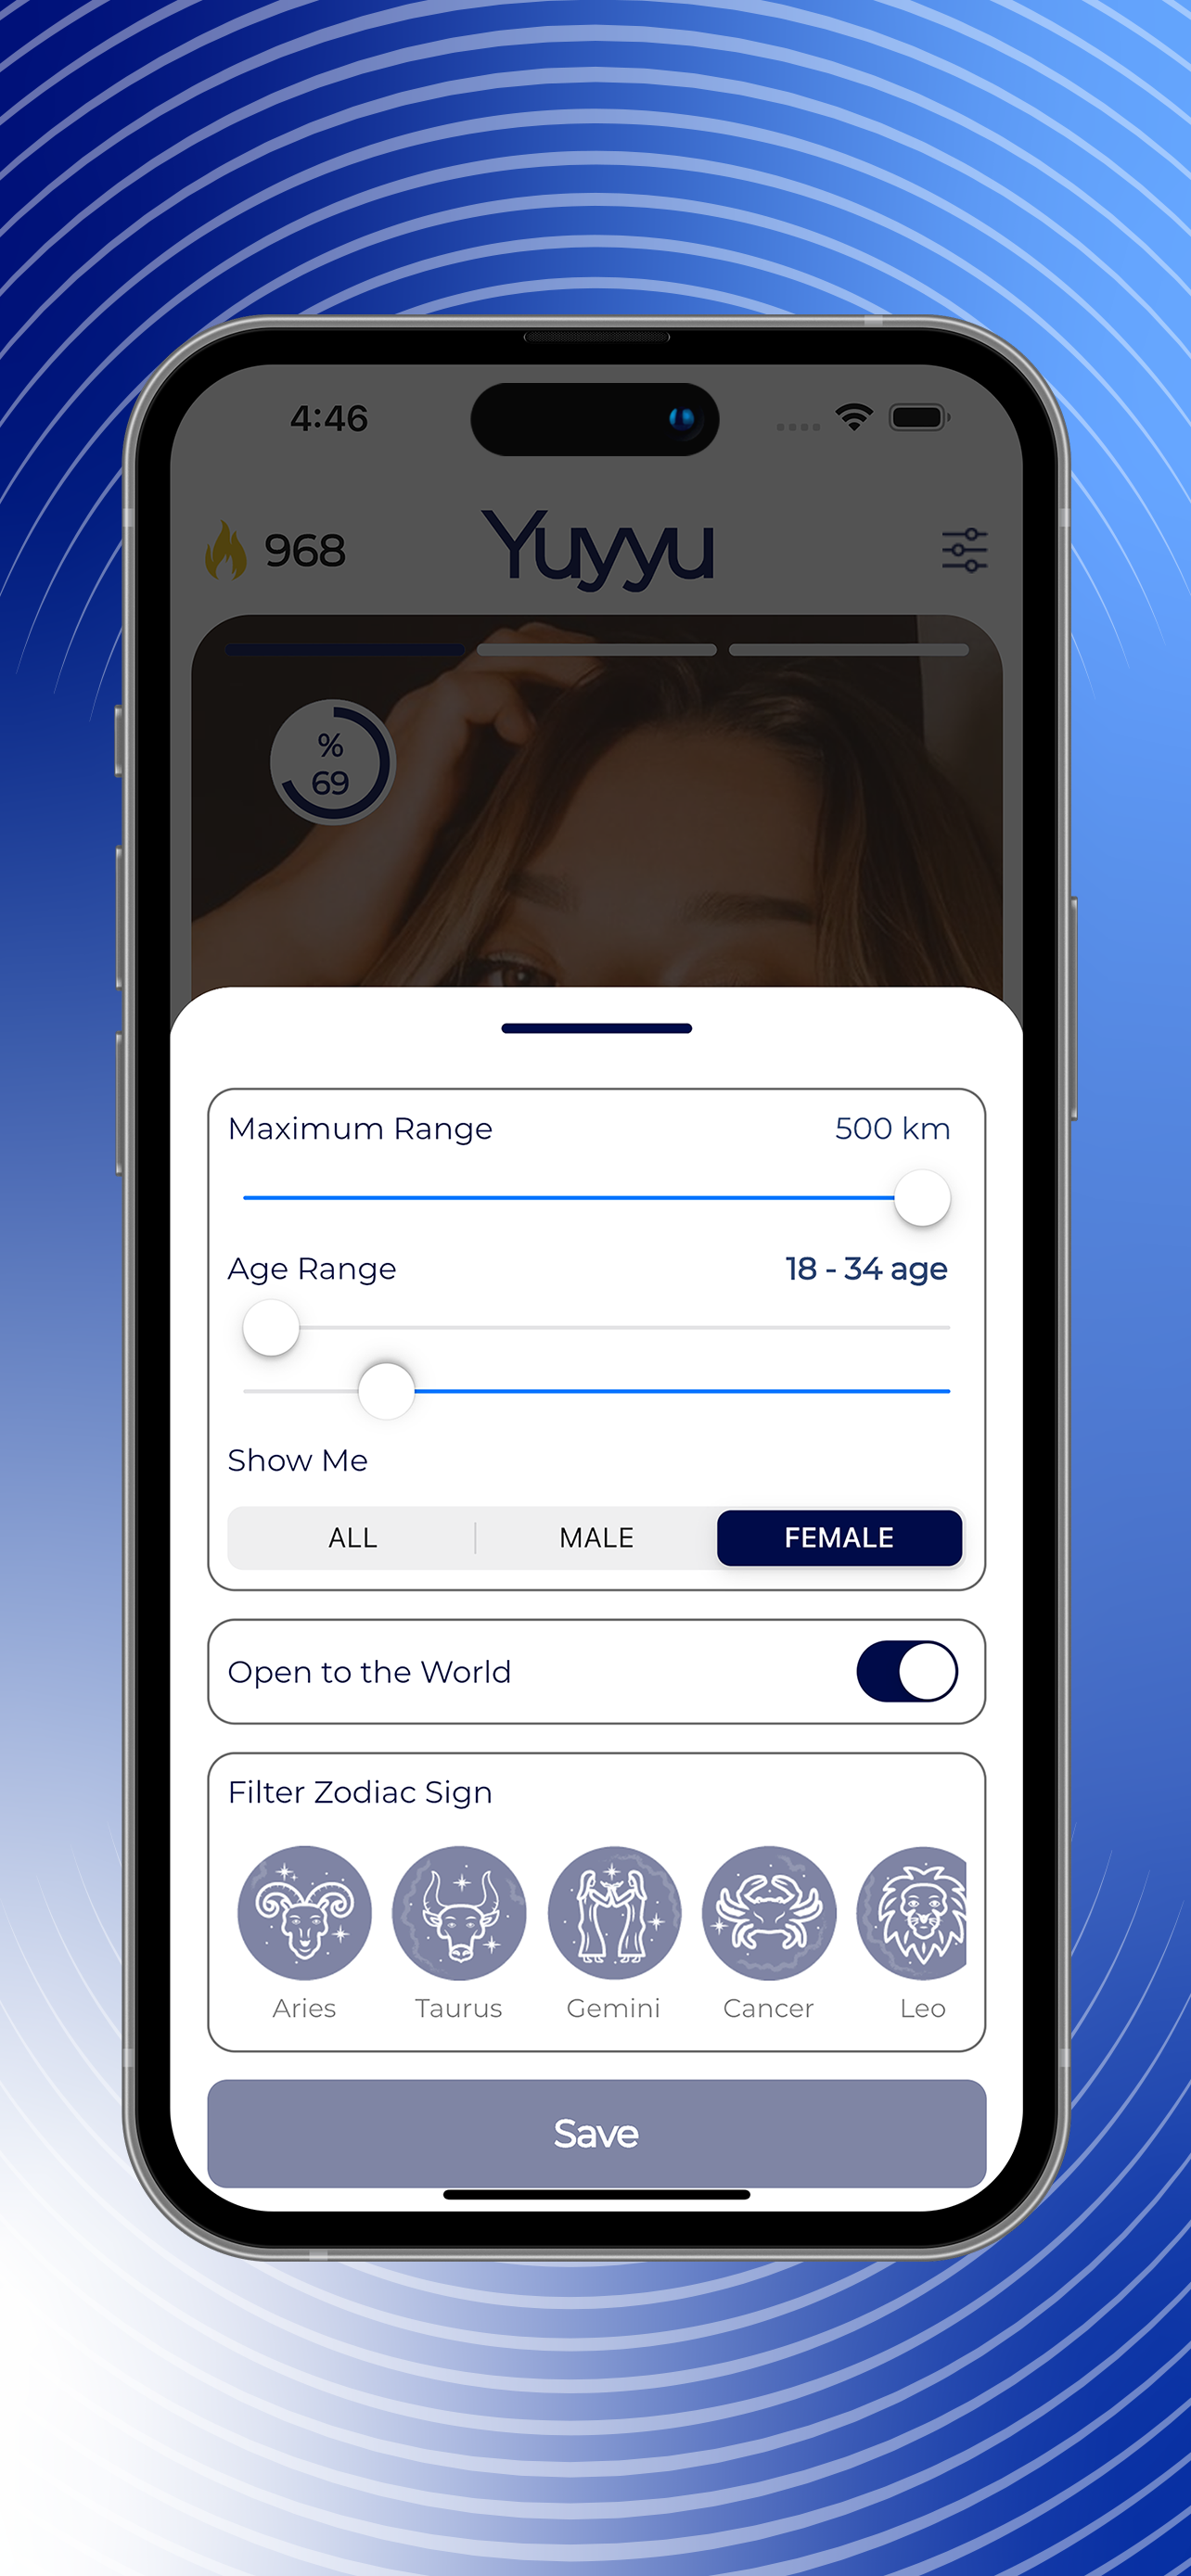 4:46
968 Yuyyu
%
69
Maximum Range 500 km
Age Range 18 - 34 age
Show Me
ALL MALE FEMALE
Open to the World
Filter Zodiac Sign
Aries Taurus Gemini Cancer Leo
Save